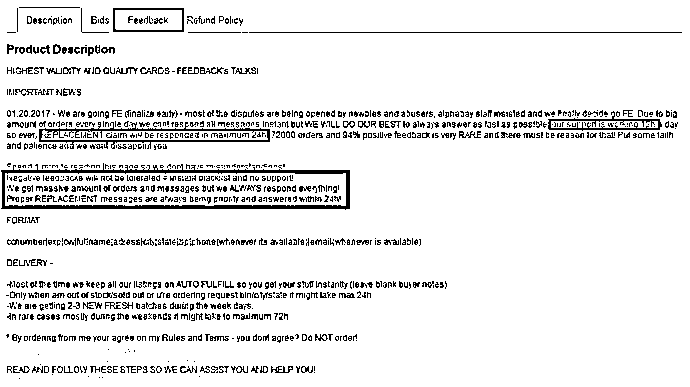 Description Bids Feedback Refund Policy
Product Description
HIGHEST VALIDITY AND QUALITY CARDS - FEEDBACK's TALKS!
IMPORTANT NEWS
01.20.2017 - We are going FE (finalize early) - most of the disputes are being opened by newbies and abusers, alphabay staff insisted and we finally decide go FE. Due to big
amount of orders every single day we cant respond all messages instant but WE WILL DO OUR BEST to always answer as fast as possible, our support is working 15h a day
so every REPLACEMENT claim will be responded in maximum 24h. 72000 orders and 94% positive feedback is very RARE and there must be reason for that! Put some faith
and patience and we wont dissapoint you
Spend 1 minute reading this page so we dont have misunderstandings!
Negative feedbacks will not be tolerated = instant blacklist and no support!
We get massive amount of orders and messages but we ALWAYS respond everything!
Proper REPLACEMENT messages are always being priority and answered within 24h!
FORMAT
ccnumber|exp|cvv|fullname|adress|city|state|zip|phone(whenever its available)|email(whenever is available)
DELIVERY -
-Most of the time we keep all our listings on AUTO FULFILL so you get your stuff instantly (leave blank buyer notes)
-Only when am out of stock/sold out or u're ordering request bin/city/state it might take max 24h
-We are getting 2-3 NEW FRESH batches during the week days.
-In rare cases mostly during the weekends it might take to maximum 72h
* By ordering from me your agree on my Rules and Terms - you dont agree? Do NOT order!
READ AND FOLLOW THESE STEPS SO WE CAN ASSIST YOU AND HELP YOU!